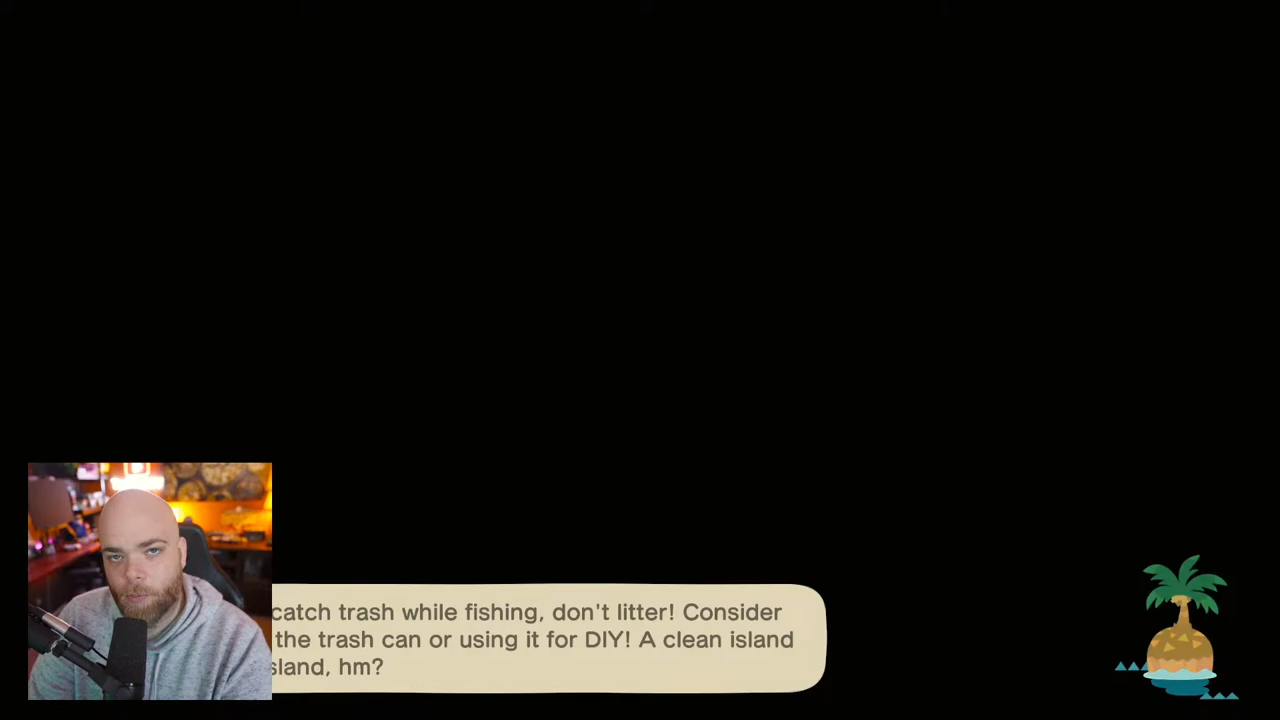 catch trash while fishing, don't litter! Consider
the trash can or using it for DIY! A clean island
sland, hm?